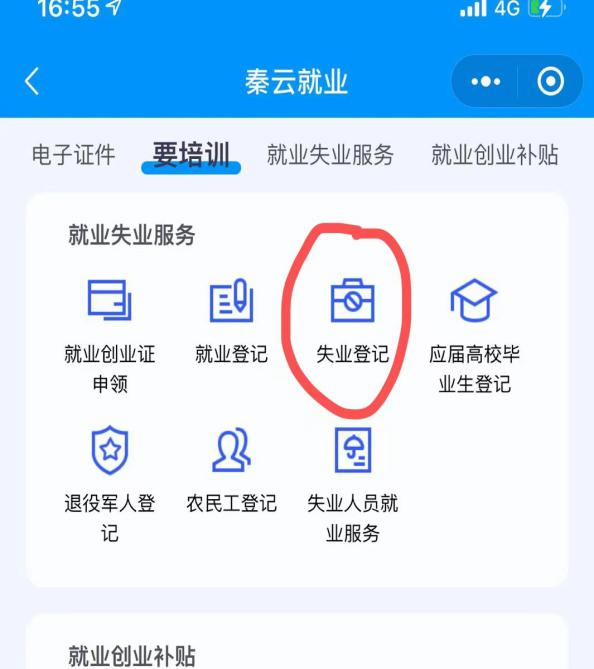 16:55
4G
秦云就业
电子证件 要培训 就业失业服务 就业创业补贴
就业失业服务
就业创业证
申领
就业登记
失业登记
应届高校毕
业生登记
退役军人登
记
农民工登记
失业人员就
业服务
就业创业补贴